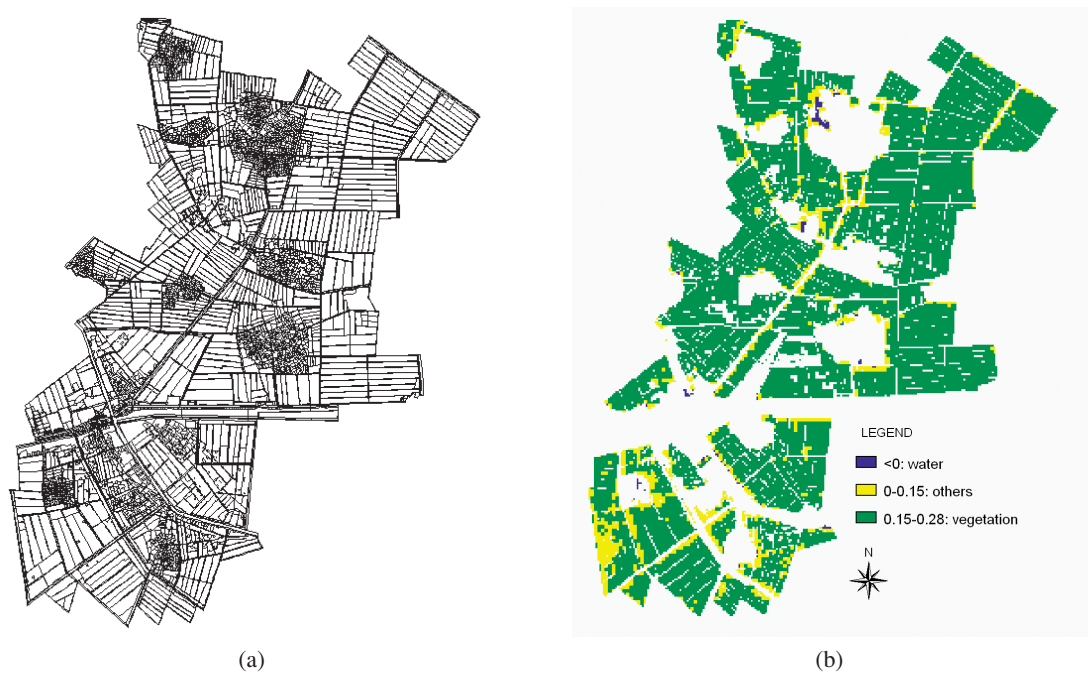 LEGEND
<0: water
0-0.15: others
0.15-0.28: vegetation
N
(a)
(b)